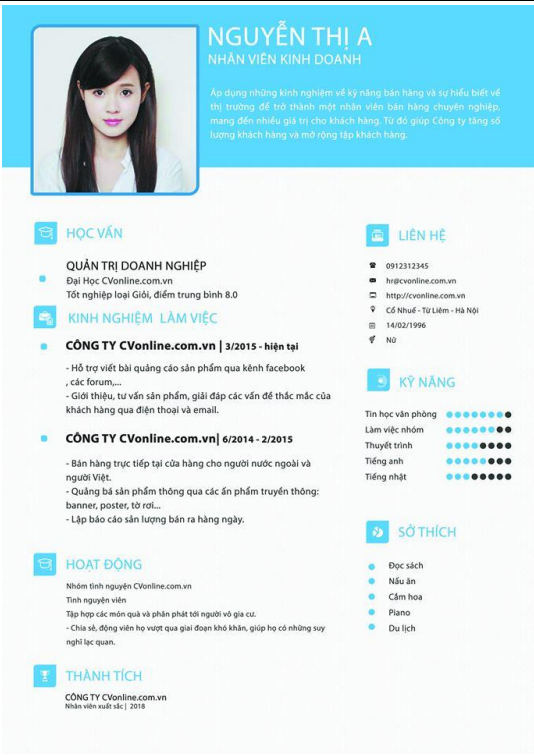 NGUYỄN THỊ A
NHÂN VIÊN KINH DOANH
Áp dụng những kinh nghiệm về kỹ năng bán hàng và sự hiểu biết về
thị trường để trở thành một nhân viên bán hàng chuyên nghiệp,
mang đến nhiều giá trị cho khách hàng. Từ đó giúp Công ty tăng số
lượng khách hàng và mở rộng tập khách hàng.
HỌC VẤN
QUẢN TRỊ DOANH NGHIỆP
Đại Học CVonline.com.vn
Tốt nghiệp loại Giỏi, điểm trung bình 8.0
KINH NGHIỆM LÀM VIỆC
CÔNG TY CVonline.com.vn | 3/2015 - hiện tại
- Hỗ trợ viết bài quảng cáo sản phẩm qua kênh facebook
, các forum,...
- Giới thiệu, tư vấn sản phẩm, giải đáp các vấn đề thắc mắc của
khách hàng qua điện thoại và email.
CÔNG TY CVonline.com.vn| 6/2014 - 2/2015
- Bán hàng trực tiếp tại cửa hàng cho người nước ngoài và
người Việt.
- Quảng bá sản phẩm thông qua các ấn phẩm truyền thông:
banner, poster, tờ rơi...
- Lập báo cáo sản lượng bán ra hàng ngày.
HOẠT ĐỘNG
Nhóm tình nguyện CVonline.com.vn
Tình nguyện viên
Tập hợp các món quà và phân phát tới người vô gia cư.
- Chia sẻ, động viên họ vượt qua giai đoạn khó khăn, giúp họ có những suy
nghĩ lạc quan.
THÀNH TÍCH
CÔNG TY CVonline.com.vn
Nhân viên xuất sắc | 2018
LIÊN HỆ
0912312345
hr@cvonline.com.vn
http://cvonline.com.vn
Cổ Nhuế - Từ Liêm - Hà Nội
14/02/1996
Nữ
KỸ NĂNG
Tin học văn phòng
Làm việc nhóm
Thuyết trình
Tiếng anh
Tiếng nhật
SỞ THÍCH
Đọc sách
Nấu ăn
Cắm hoa
Piano
Du lịch